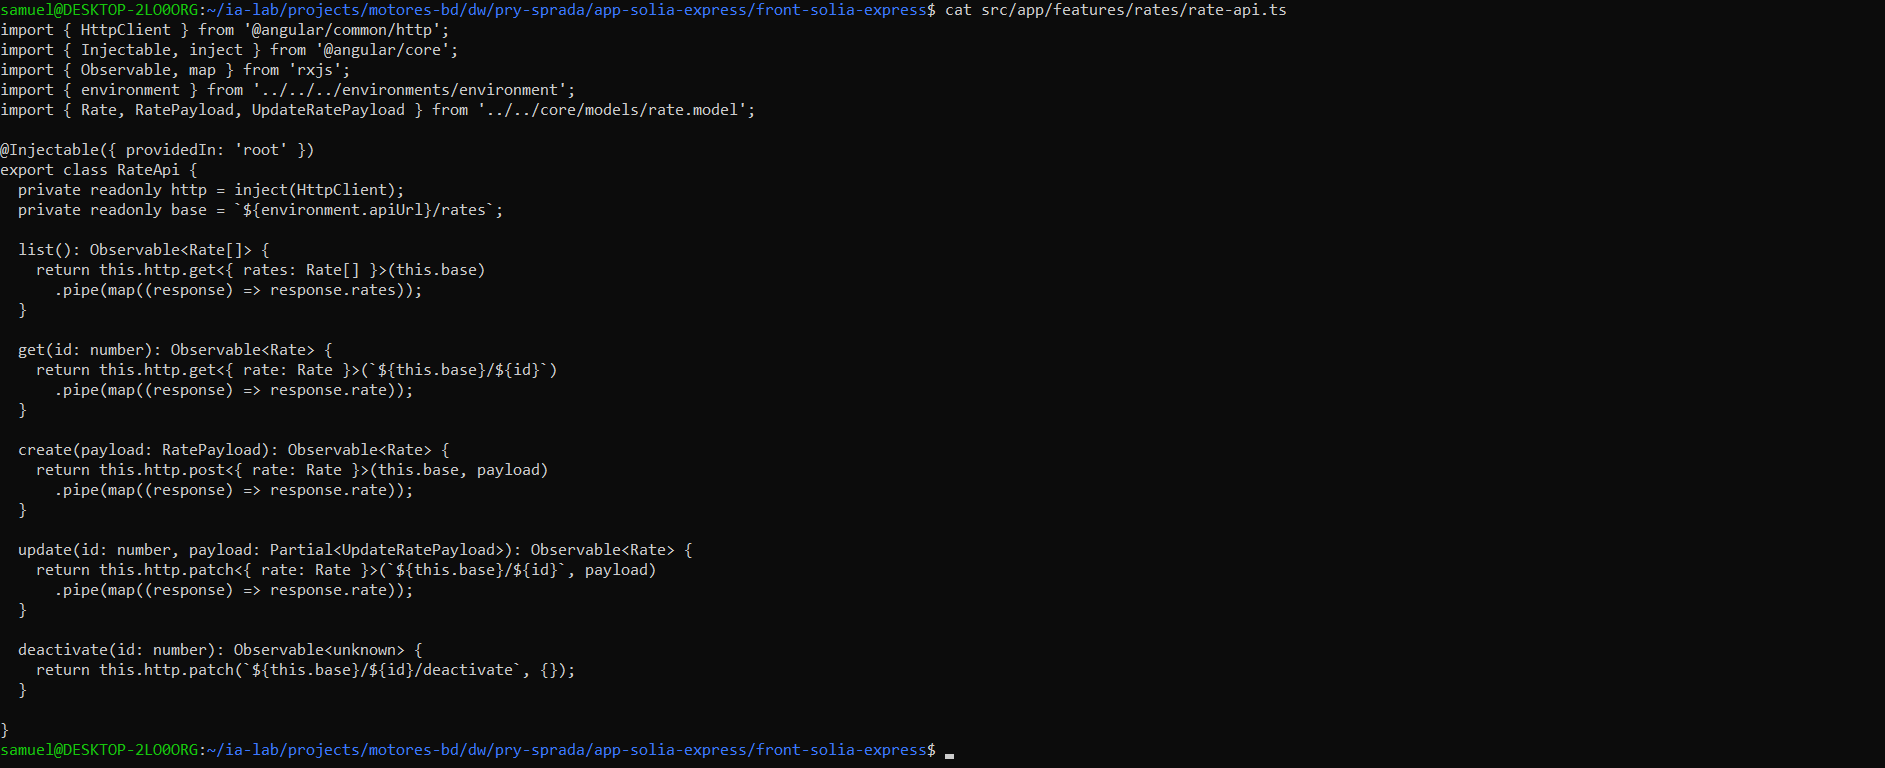 samuel@DESKTOP-2LO0ORG:~/ia-lab/projects/motores-bd/dw/pry-sprada/app-solia-express/front-solia-express$ cat src/app/features/rates/rate-api.ts
import { HttpClient } from '@angular/common/http';
import { Injectable, inject } from '@angular/core';
import { Observable, map } from 'rxjs';
import { environment } from '../../../environments/environment';
import { Rate, RatePayload, UpdateRatePayload } from '../../core/models/rate.model';

@Injectable({ providedIn: 'root' })
export class RateApi {
  private readonly http = inject(HttpClient);
  private readonly base = `${environment.apiUrl}/rates`;

  list(): Observable<Rate[]> {
    return this.http.get<{ rates: Rate[] }>(this.base)
      .pipe(map((response) => response.rates));
  }

  get(id: number): Observable<Rate> {
    return this.http.get<{ rate: Rate }>(`${this.base}/${id}`)
      .pipe(map((response) => response.rate));
  }

  create(payload: RatePayload): Observable<Rate> {
    return this.http.post<{ rate: Rate }>(this.base, payload)
      .pipe(map((response) => response.rate));
  }

  update(id: number, payload: Partial<UpdateRatePayload>): Observable<Rate> {
    return this.http.patch<{ rate: Rate }>(`${this.base}/${id}`, payload)
      .pipe(map((response) => response.rate));
  }

  deactivate(id: number): Observable<unknown> {
    return this.http.patch(`${this.base}/${id}/deactivate`, {});
  }

}
samuel@DESKTOP-2LO0ORG:~/ia-lab/projects/motores-bd/dw/pry-sprada/app-solia-express/front-solia-express$